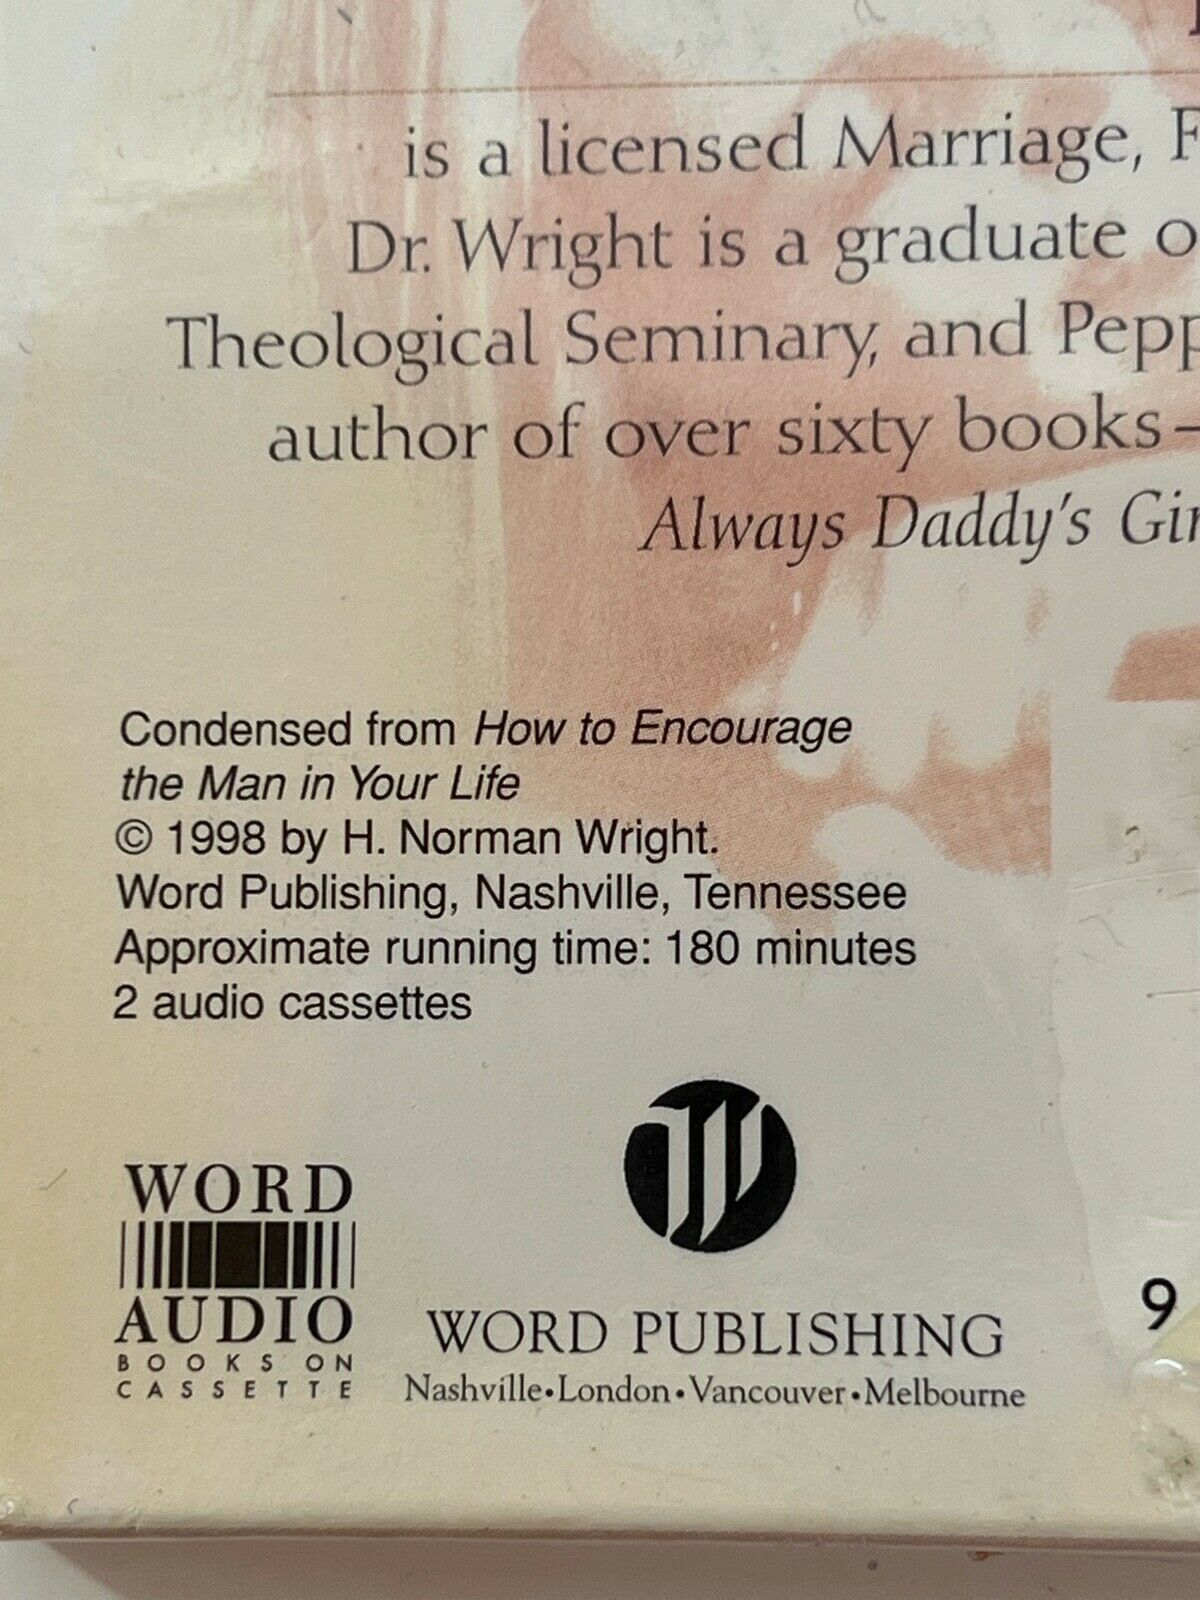 is a licensed Marriage,
Dr. Wright is a graduate
Theological Seminary, and
author of over sixty books—
Always Daddy's
Condensed from How to Encourage
the Man in Your Life
© 1998 by H. Norman Wright.
Word Publishing, Nashville, Tennessee
Approximate running time: 180 minutes
2 audio cassettes
WORD
AUDIO
BOOKS ON
CASSETTE
W
WORD PUBLISHING
Nashville•London•Vancouver•Melbourne
9